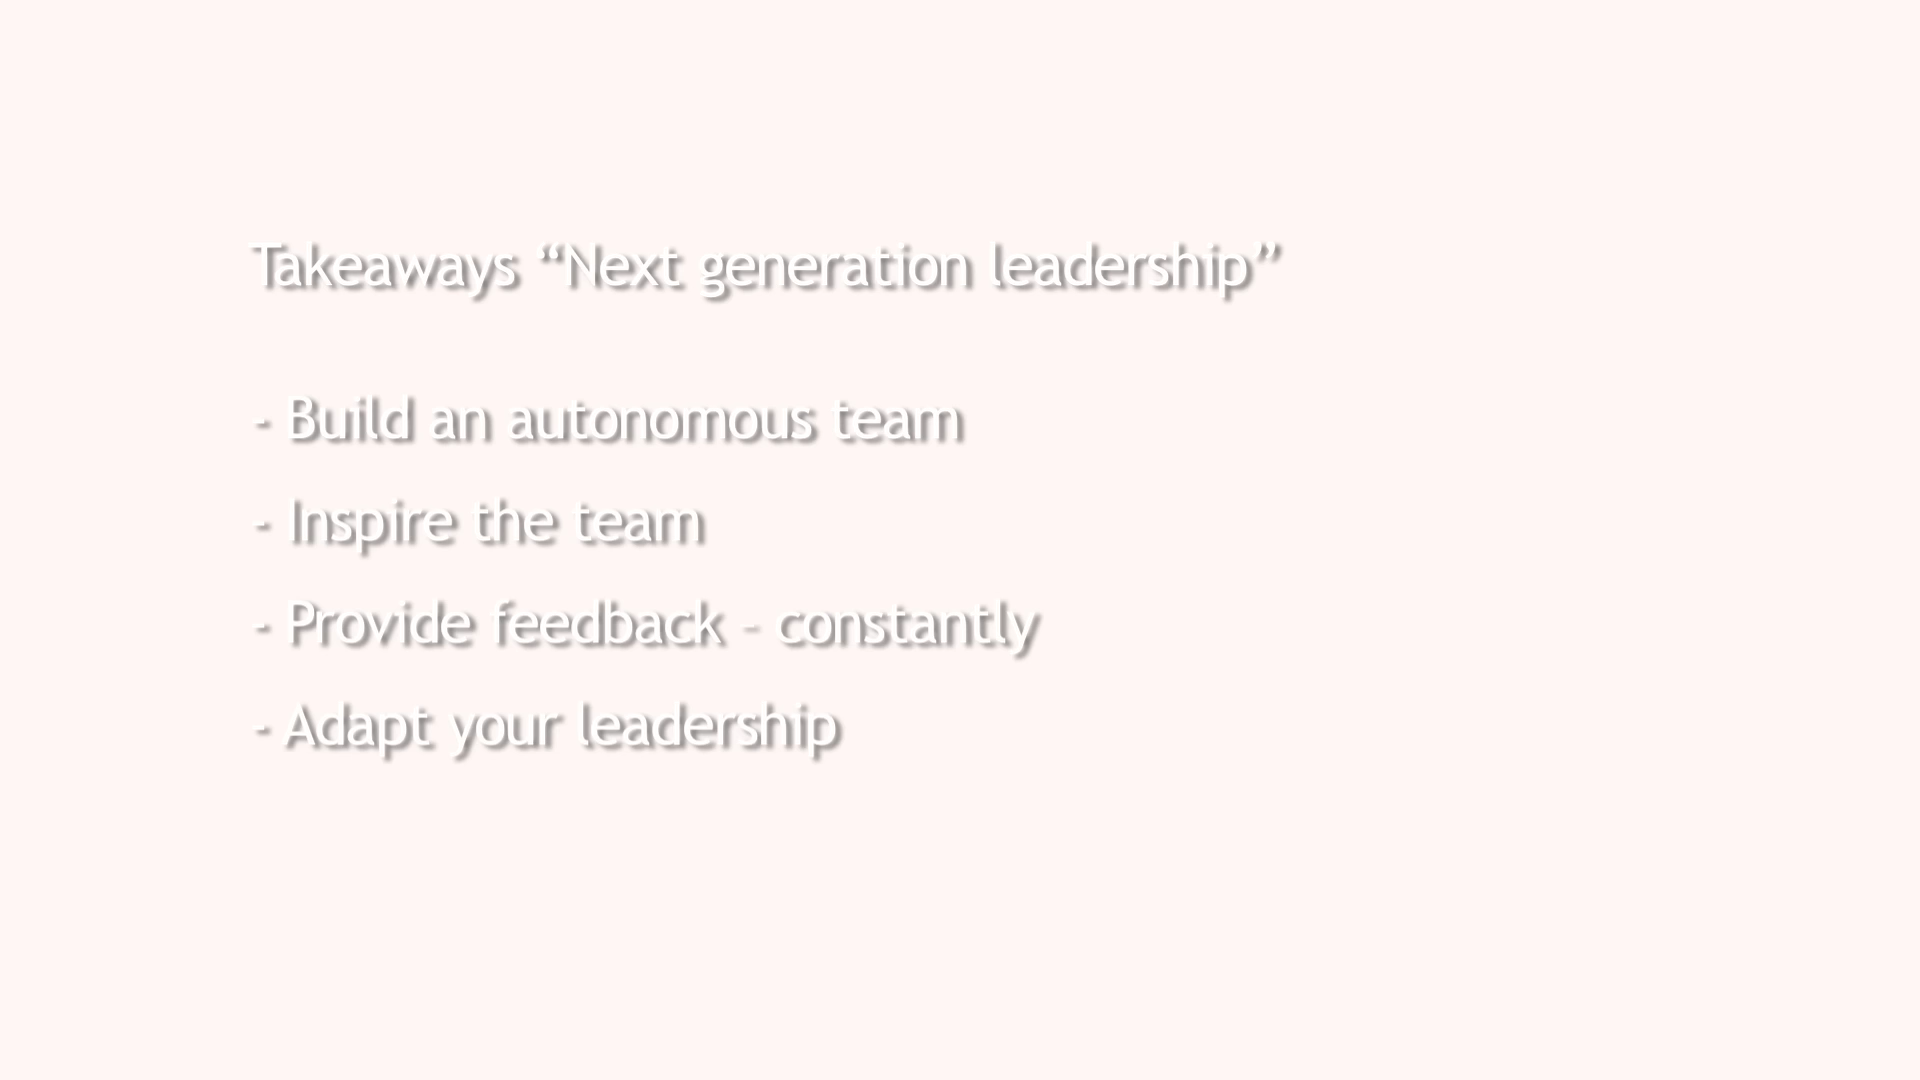 Takeaways “Next generation leadership”
- Build an autonomous team
- Inspire the team
- Provide feedback - constantly
- Adapt your leadership